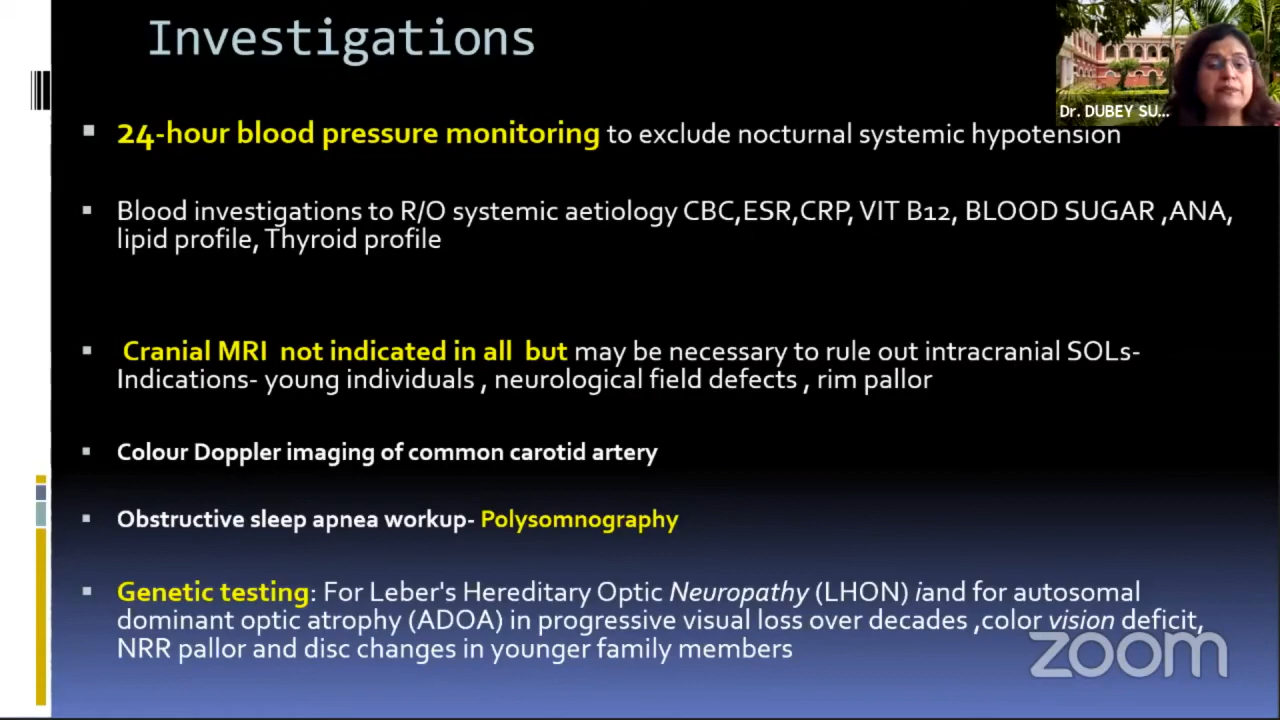 Investigations
Dr. DUBEY SU...
24-hour blood pressure monitoring to exclude nocturnal systemic hypotension
Blood investigations to R/O systemic aetiology CBC,ESR,CRP, VIT B12, BLOOD SUGAR ,ANA,
lipid profile, Thyroid profile
Cranial MRI not indicated in all but may be necessary to rule out intracranial SOLs-
Indications- young individuals , neurological field defects , rim pallor
Colour Doppler imaging of common carotid artery
Obstructive sleep apnea workup- Polysomnography
Genetic testing: For Leber's Hereditary Optic Neuropathy (LHON) iand for autosomal
dominant optic atrophy (ADOA) in progressive visual loss over decades ,color vision deficit,
NRR pallor and disc changes in younger family members
zoom